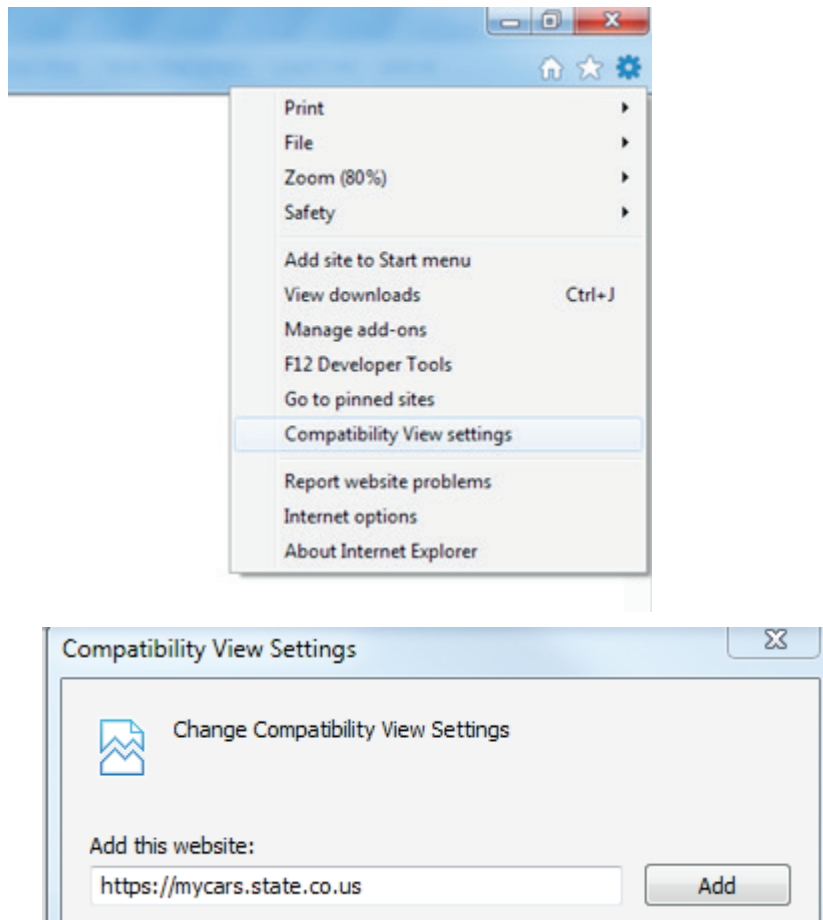 Print
File
Zoom (80%)
Safety
Add site to Start menu
View downloads Ctrl+J
Manage add-ons
F12 Developer Tools
Go to pinned sites
Compatibility View settings
Report website problems
Internet options
About Internet Explorer
Compatibility View Settings
Change Compatibility View Settings
Add this website:
https://mycars.state.co.us Add